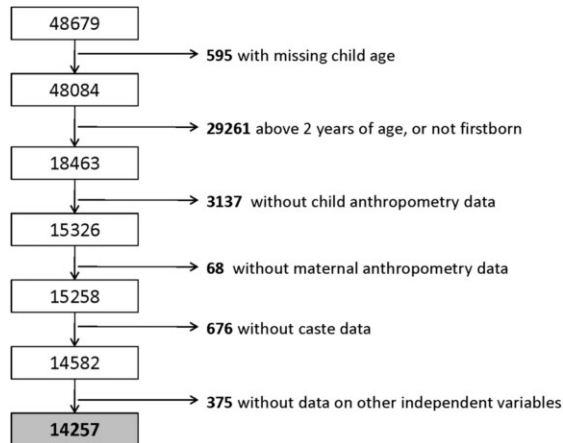 48679
595 with missing child age
48084
29261 above 2 years of age, or not firstborn
18463
3137 without child anthropometry data
15326
68 without maternal anthropometry data
15258
676 without caste data
14582
375 without data on other independent variables
14257